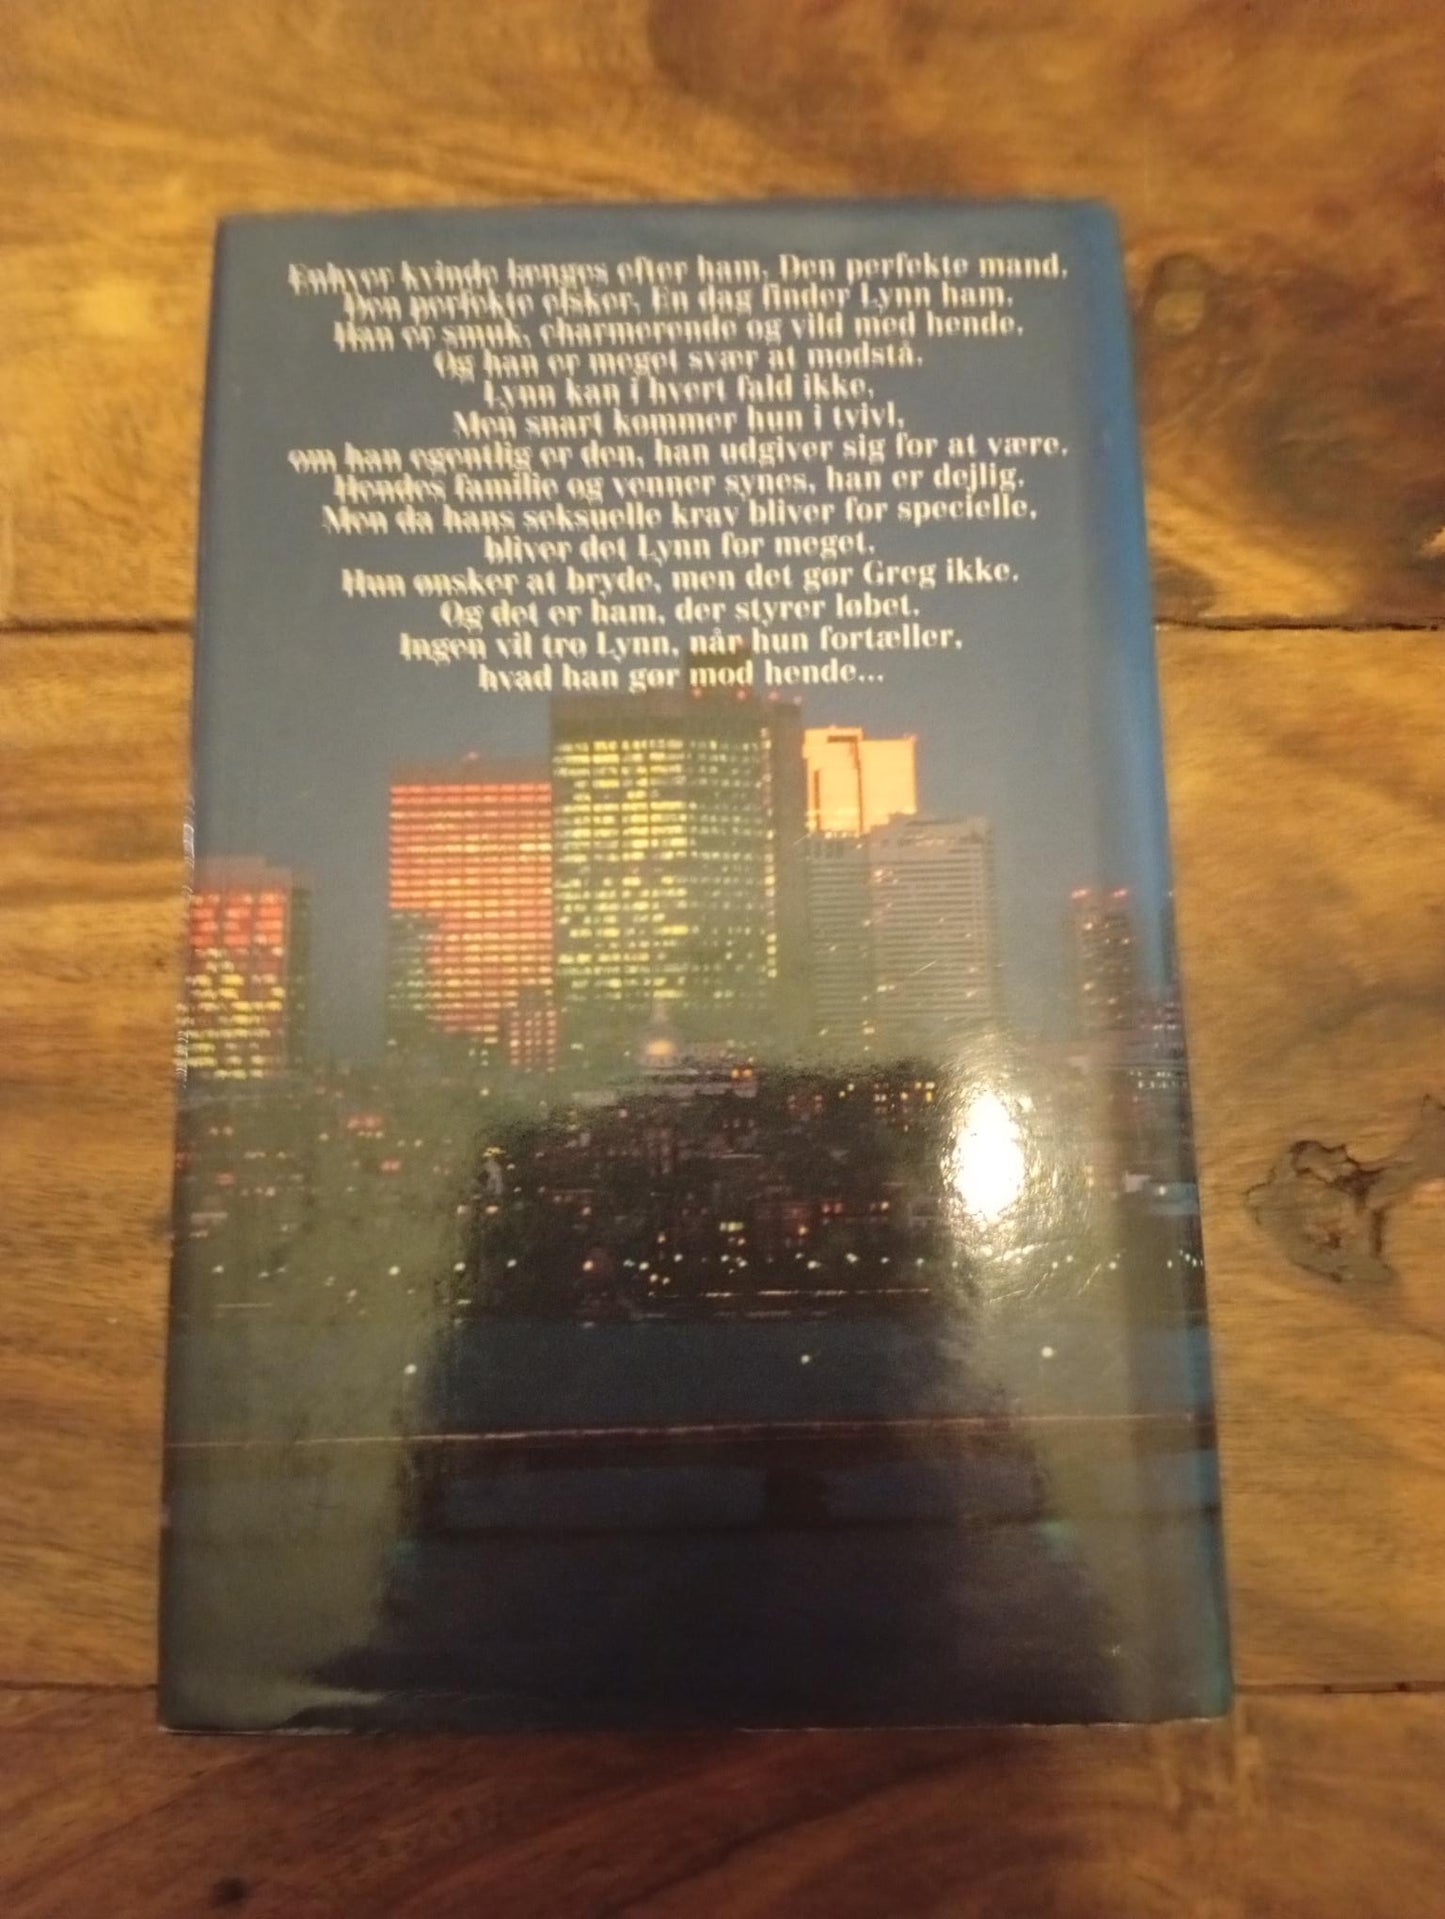 Enhver kvinde længes efter ham. Den perfekte mand.
Den perfekte elsker. En dag finder Lynn ham.
Han er smuk, charmerende og vild med hende.
Og han er meget svær at modstå.
Lynn kan i hvert fald ikke.
Men snart kommer hun i tvivl,
om han egentlig er den, han udgiver sig for at være.
Hendes familie og venner synes, han er dejlig.
Men da hans seksuelle krav bliver for specielle,
bliver det Lynn for meget.
Hun ønsker at bryde, men det gør Greg ikke.
Og det er ham, der styrer løbet.
Ingen vil tro Lynn, når hun fortæller,
hvad han gør mod hende...